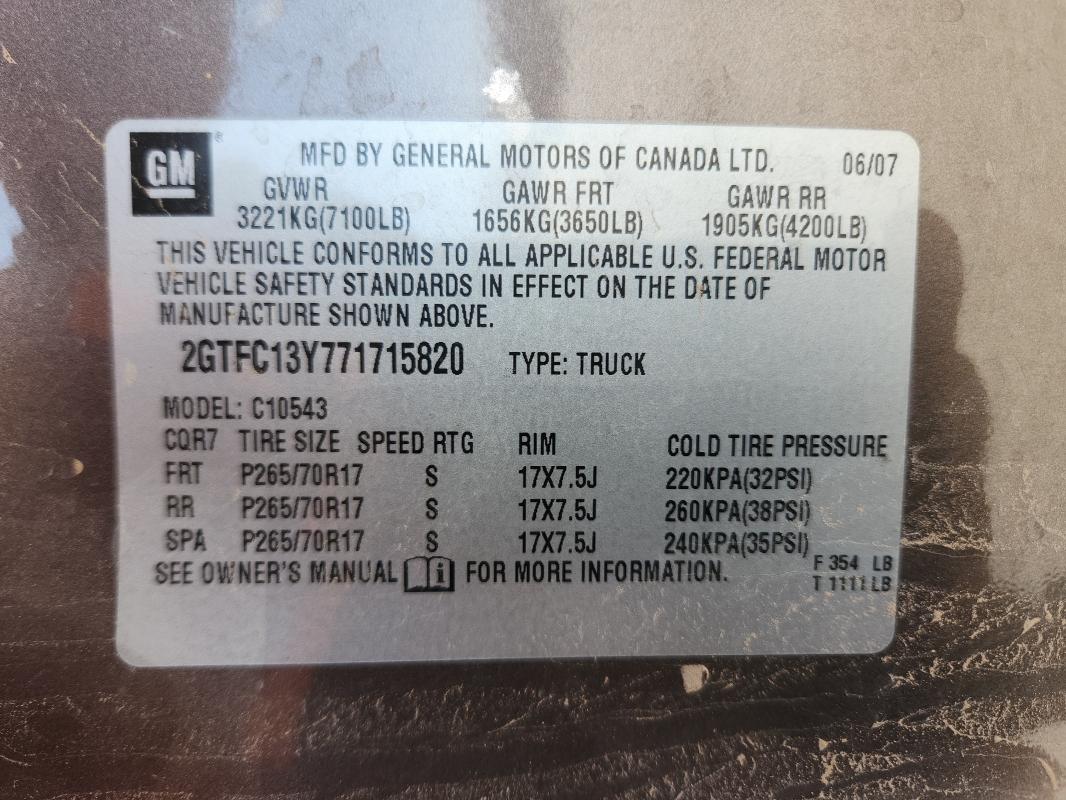 GM® MFD BY GENERAL MOTORS OF CANADA LTD. 06/07
GVWR GAWR FRT GAWR RR
3221KG(7100LB) 1656KG(3650LB) 1905KG(4200LB)
THIS VEHICLE CONFORMS TO ALL APPLICABLE U.S. FEDERAL MOTOR
VEHICLE SAFETY STANDARDS IN EFFECT ON THE DATE OF
MANUFACTURE SHOWN ABOVE.
2GTFC13Y771715820 TYPE: TRUCK
MODEL: C10543
CQR7 TIRE SIZE SPEED RTG RIM COLD TIRE PRESSURE
FRT P265/70R17 S 17X7.5J 220KPA(32PSI)
RR P265/70R17 S 17X7.5J 260KPA(38PSI)
SPA P265/70R17 S 17X7.5J 240KPA(35PSI)
SEE OWNER'S MANUAL i FOR MORE INFORMATION.
F 354 LB
T 1111 LB